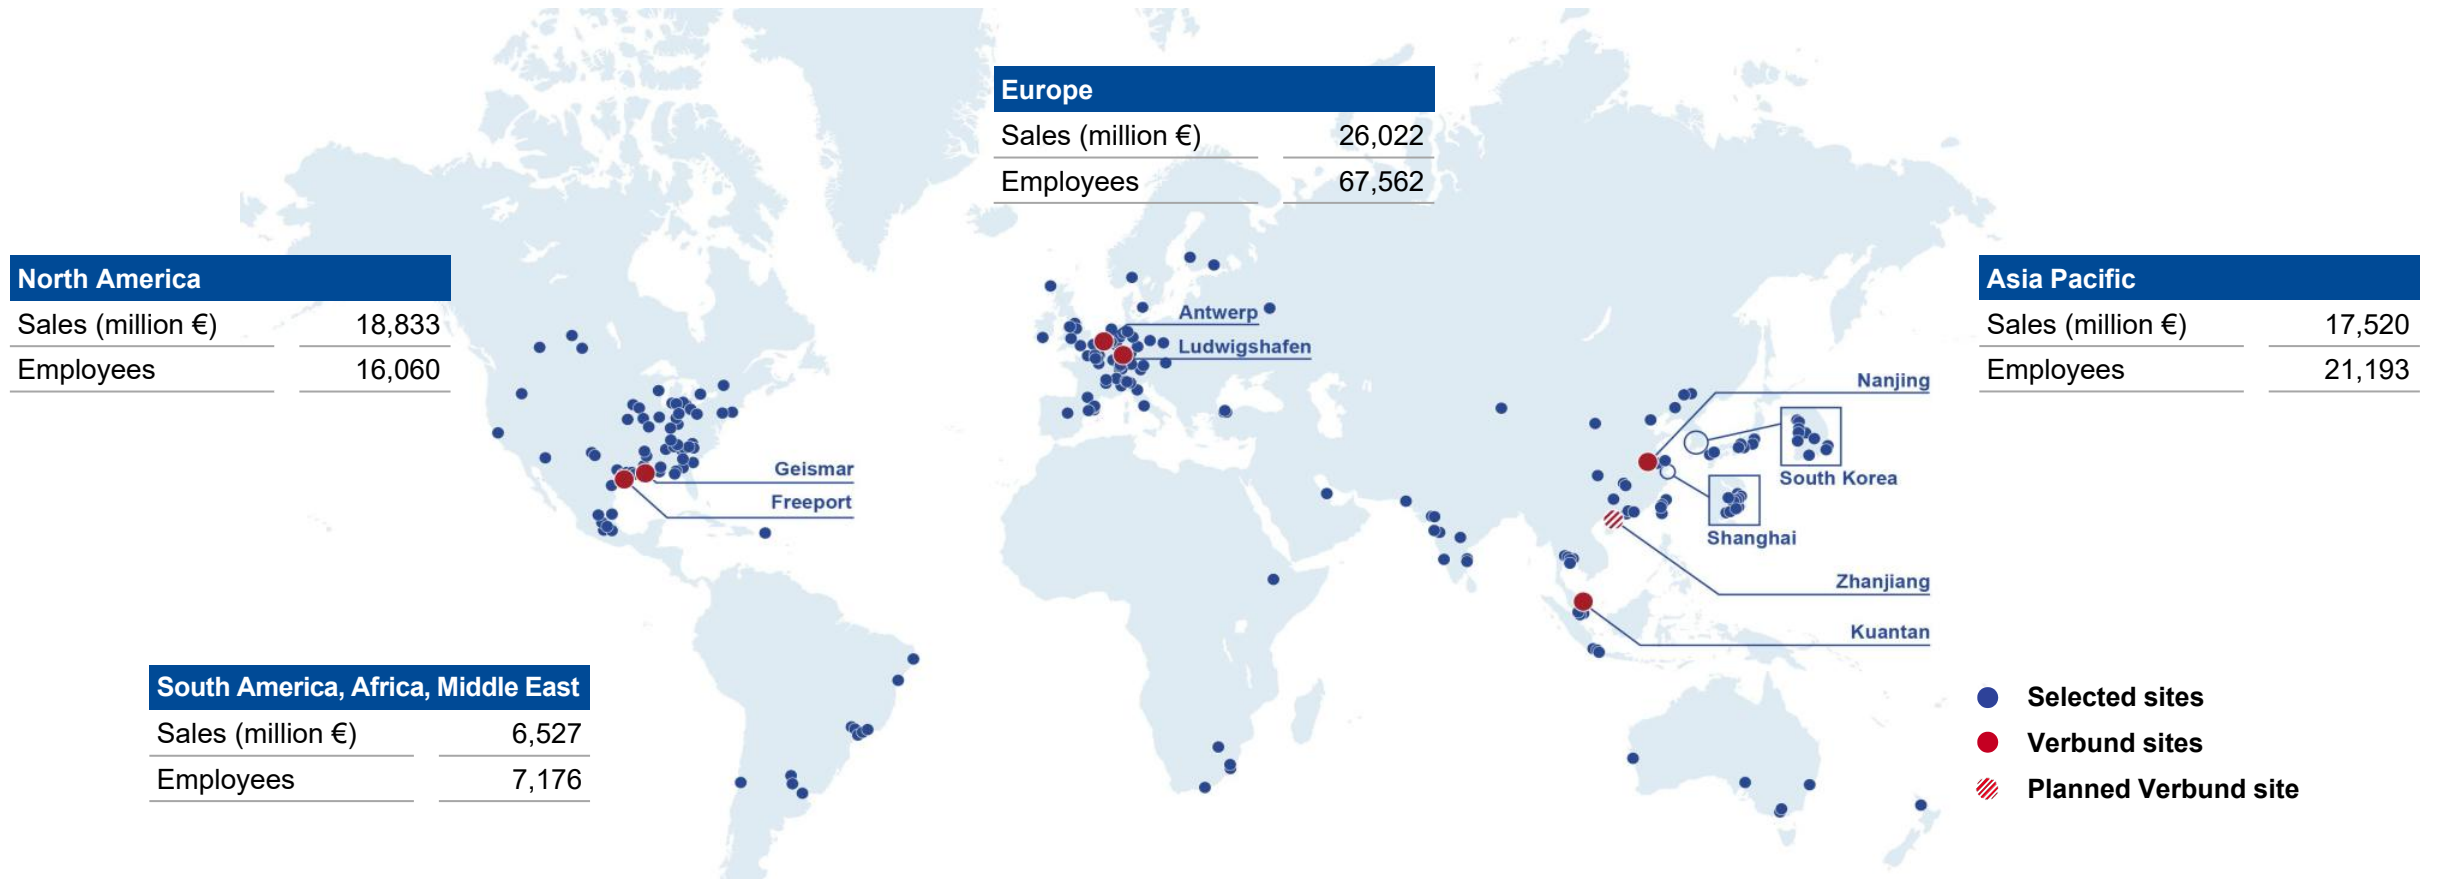 Europe
Sales (million €) 26,022
Employees 67,562
North America
Sales (million €) 18,833
Employees 16,060
Asia Pacific
Sales (million €) 17,520
Employees 21,193
Antwerp
Ludwigshafen
Nanjing
South Korea
Geismar
Freeport
Shanghai
Zhanjiang
Kuantan
South America, Africa, Middle East
Sales (million €) 6,527
Employees 7,176
Selected sites
Verbund sites
Planned Verbund site